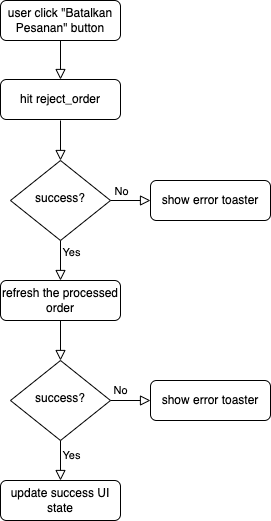 user click "Batalkan
Pesanan" button
hit reject_order
success?
No
show error toaster
Yes
refresh the processed
order
success?
No
show error toaster
Yes
update success UI
state